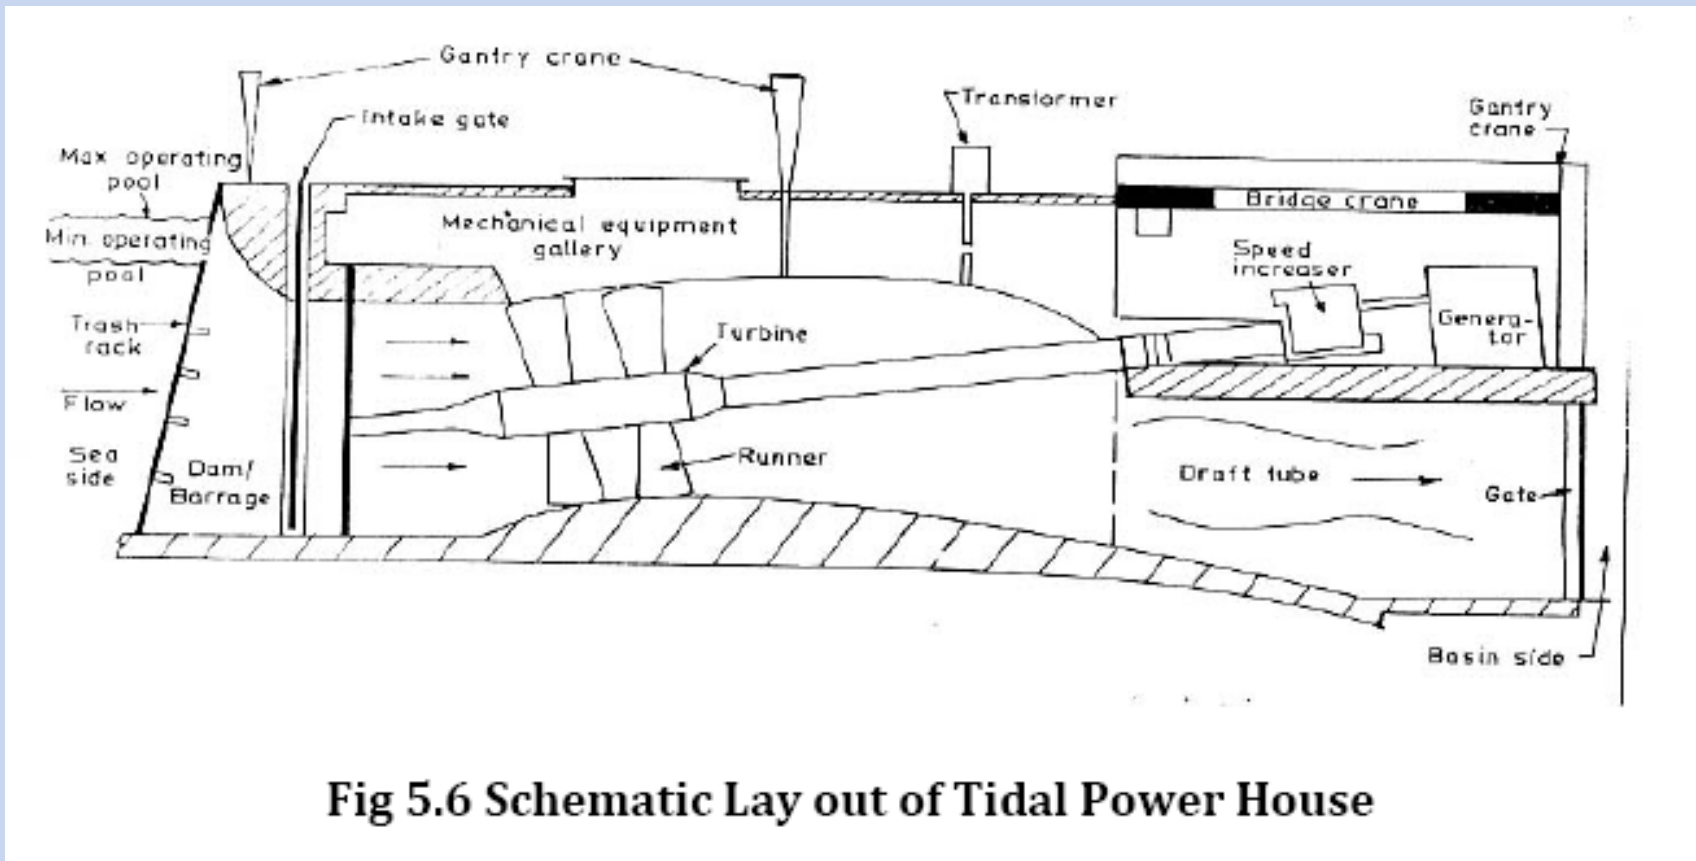 Gantry crane
Intake gate
Transformer
Gantry
crane
Max operating
pool
Min. operating
pool
Mechanical equipment
gallery
Bridge crane
Speed
increaser
Genera-
tor
Trash
rack
Turbine
Flow
Sea
side
Dam/
Barrage
Runner
Draft tube
Gate
Basin side
Fig 5.6 Schematic Lay out of Tidal Power House